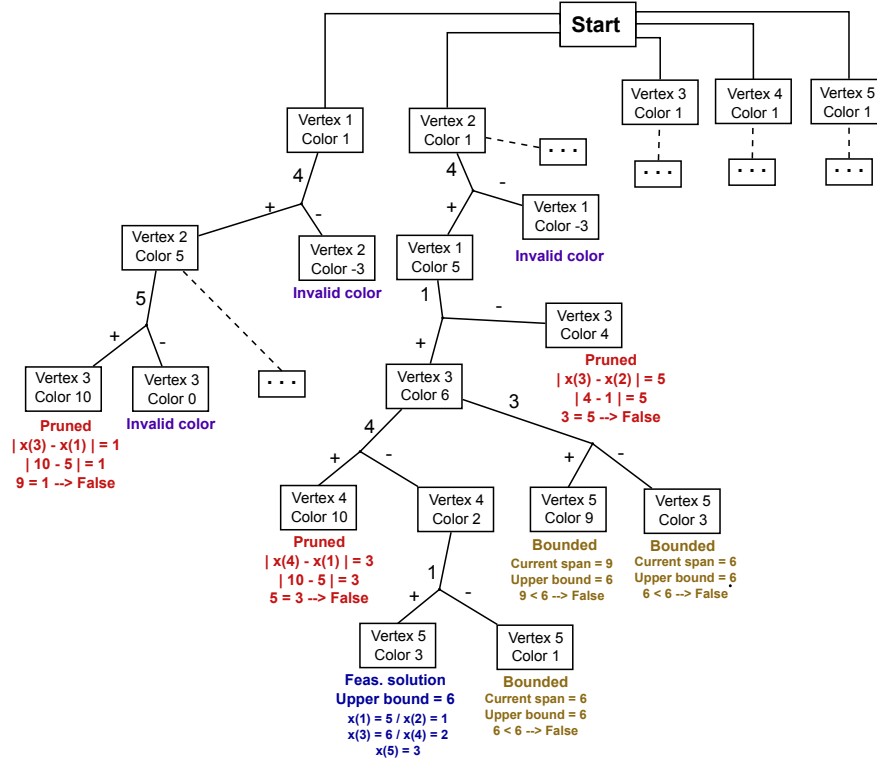 Start
Vertex 1
Color 1
Vertex 2
Color 1
Vertex 3
Color 1
Vertex 4
Color 1
Vertex 5
Color 1
. . .
. . .
. . .
. . .
4
+
-
4
+
-
Vertex 2
Color 5
Vertex 2
Color -3
Invalid color
Vertex 1
Color 5
Vertex 1
Color -3
Invalid color
5
+
-
. . .
1
+
-
Vertex 3
Color 10
Pruned
| x(3) - x(1) | = 1
| 10 - 5 | = 1
9 = 1 --> False
Vertex 3
Color 0
Invalid color
Vertex 3
Color 6
Vertex 3
Color 4
Pruned
| x(3) - x(2) | = 5
| 4 - 1 | = 5
3 = 5 --> False
4
+
-
3
+
-
Vertex 4
Color 10
Pruned
| x(4) - x(1) | = 3
| 10 - 5 | = 3
5 = 3 --> False
Vertex 4
Color 2
Vertex 5
Color 9
Bounded
Current span = 9
Upper bound = 6
9 < 6 --> False
Vertex 5
Color 3
Bounded
Current span = 6
Upper bound = 6
6 < 6 --> False
1
+
-
Vertex 5
Color 3
Feas. solution
Upper bound = 6
x(1) = 5 / x(2) = 1
x(3) = 6 / x(4) = 2
x(5) = 3
Vertex 5
Color 1
Bounded
Current span = 6
Upper bound = 6
6 < 6 --> False